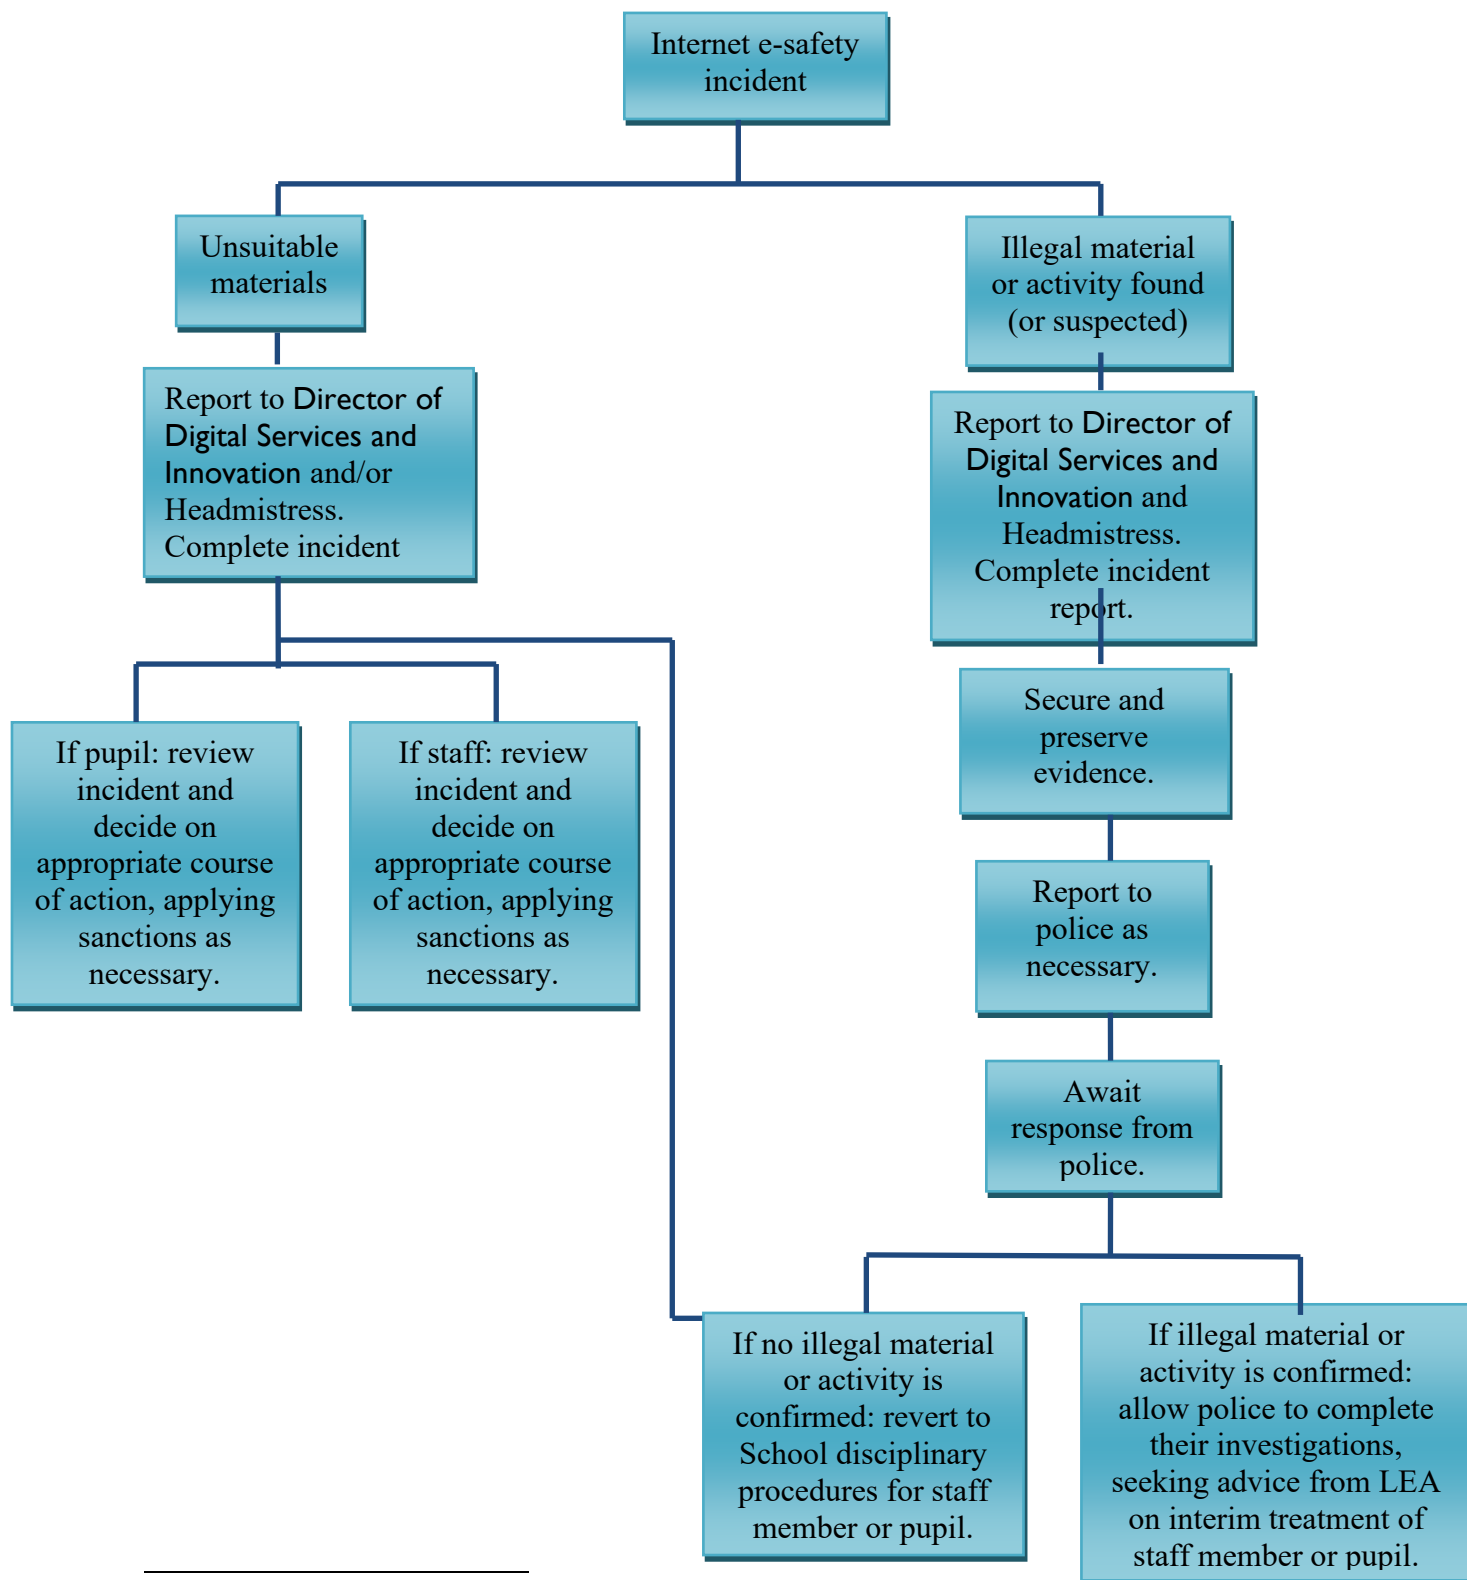 Internet e-safety
incident
Unsuitable
materials
Illegal material
or activity found
(or suspected)
Report to Director of
Digital Services and
Innovation and/or
Headmistress.
Complete incident
Report to Director of
Digital Services and
Innovation and
Headmistress.
Complete incident
report.
If pupil: review
incident and
decide on
appropriate course
of action, applying
sanctions as
necessary.
If staff: review
incident and
decide on
appropriate course
of action, applying
sanctions as
necessary.
Secure and
preserve
evidence.
Report to
police as
necessary.
Await
response from
police.
If no illegal material
or activity is
confirmed: revert to
School disciplinary
procedures for staff
member or pupil.
If illegal material or
activity is confirmed:
allow police to complete
their investigations,
seeking advice from LEA
on interim treatment of
staff member or pupil.